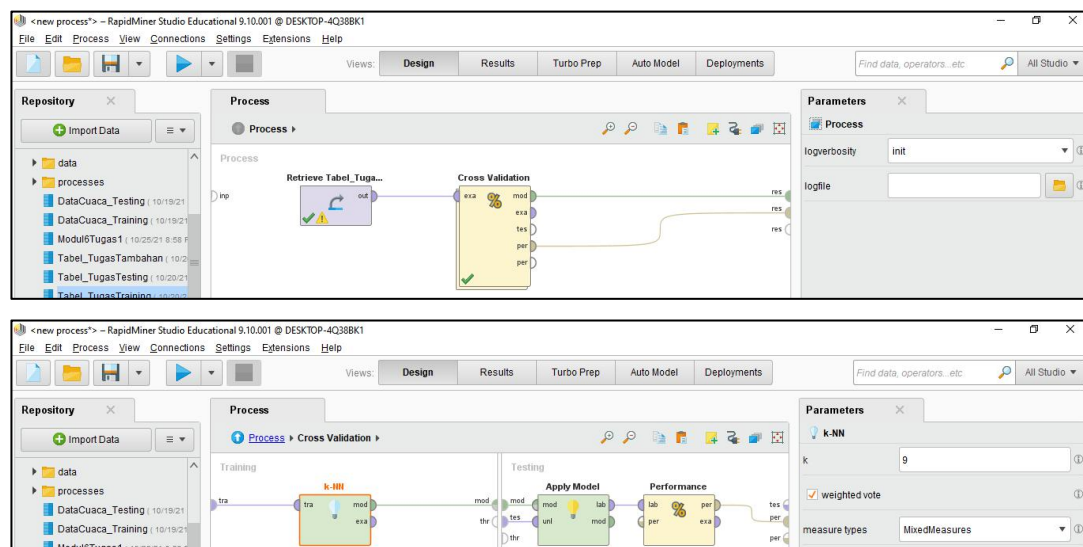 <new process*> – RapidMiner Studio Educational 9.10.001 @ DESKTOP-4Q38BK1
File Edit Process View Connections Settings Extensions Help
Views: Design Results Turbo Prep Auto Model Deployments Find data, operators...etc All Studio
Repository Process Parameters
Import Data Process Process
data logverbosity init
processes Process
DataCuaca_Testing (10/19/21 logfile
DataCuaca_Training (10/19/21
Modul6Tugas1 (10/25/21 8:58
Tabel_TugasTambahan (10/2
Tabel_TugasTesting (10/20/21
Tabel_TugasTraining
Retrieve Tabel_Tuga... Cross Validation
inp out exa mod res
exa res
tes res
per
per
<new process*> – RapidMiner Studio Educational 9.10.001 @ DESKTOP-4Q38BK1
File Edit Process View Connections Settings Extensions Help
Views: Design Results Turbo Prep Auto Model Deployments Find data, operators...etc All Studio
Repository Process Parameters
Import Data Process Cross Validation k-NN
data Training Testing k 9
processes k-NN Apply Model Performance
DataCuaca_Testing (10/19/21 weighted vote
DataCuaca_Training (10/19/21 measure types MixedMeasures
tra tra mod mod mod mod lab lab per tes
exa thr tes unl mod per exa per
thr per